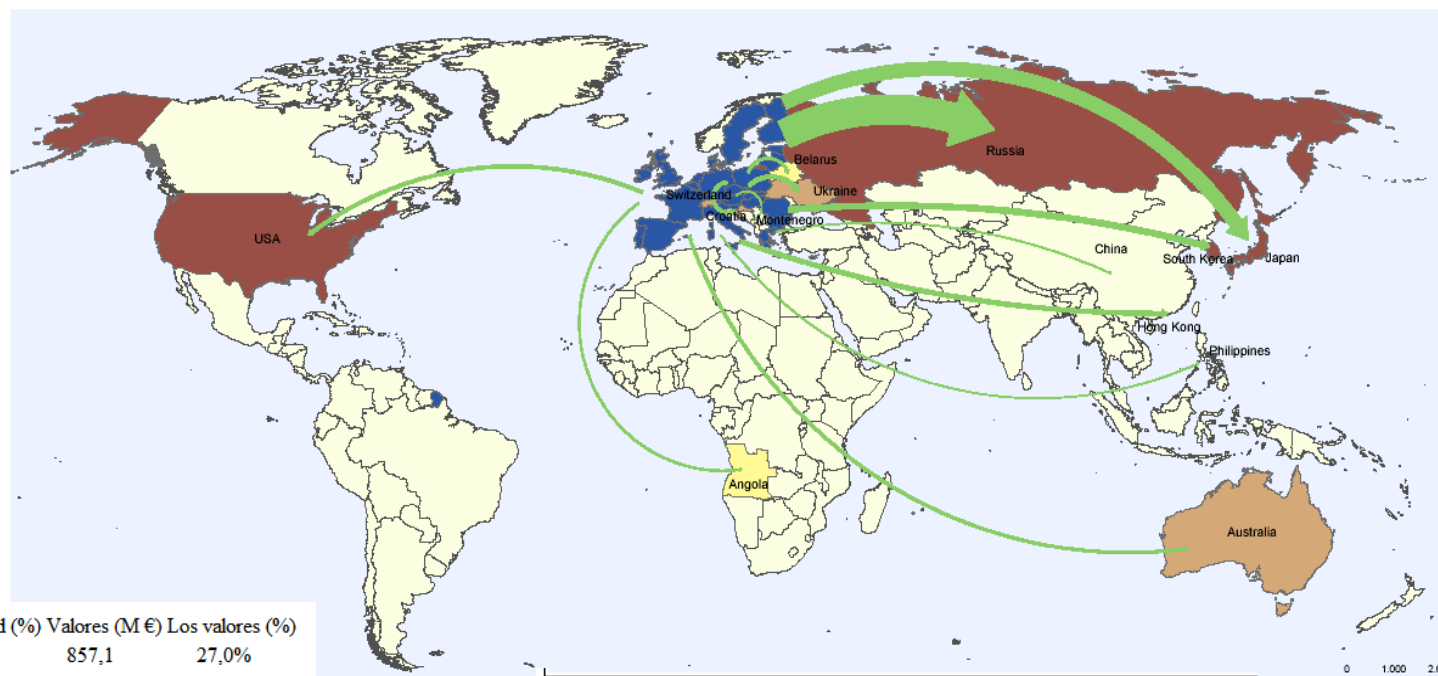 Russia
Belarus
Ukraine
Switzerland
Croatia
Montenegro
USA
China
South Korea
Japan
Hong Kong
Philippines
Angola
Australia
(%) Valores (M €) Los valores (%)
857,1 27,0%
0 1.000